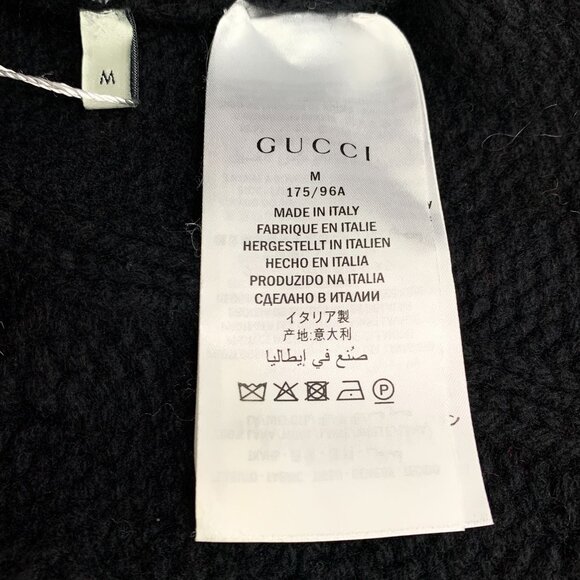 M
GUCCI
M
175/96A
MADE IN ITALY
FABRIQUE EN ITALIE
HERGESTELLT IN ITALIEN
HECHO EN ITALIA
PRODUZIDO NA ITALIA
СДЕЛАНО В ИТАЛИИ
イタリア製
产地:意大利
صُنع في إيطاليا
P